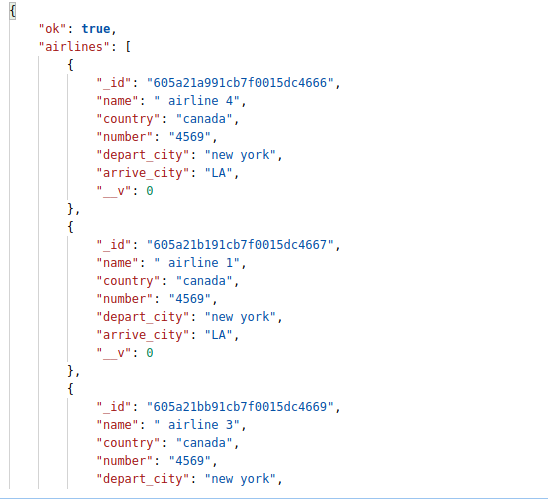 {
"ok": true,
"airlines": [
{
"_id": "605a21a991cb7f0015dc4666",
"name": " airline 4",
"country": "canada",
"number": "4569",
"depart_city": "new york",
"arrive_city": "LA",
"__v": 0
},
{
"_id": "605a21b191cb7f0015dc4667",
"name": " airline 1",
"country": "canada",
"number": "4569",
"depart_city": "new york",
"arrive_city": "LA",
"__v": 0
},
{
"_id": "605a21bb91cb7f0015dc4669",
"name": " airline 3",
"country": "canada",
"number": "4569",
"depart_city": "new york",